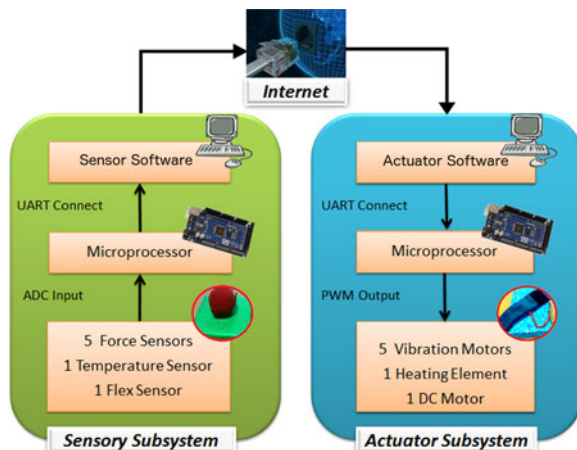 Internet
Sensor Software
UART Connect
Microprocessor
ADC Input
5 Force Sensors
1 Temperature Sensor
1 Flex Sensor
Sensory Subsystem
Actuator Software
UART Connect
Microprocessor
PWM Output
5 Vibration Motors
1 Heating Element
1 DC Motor
Actuator Subsystem